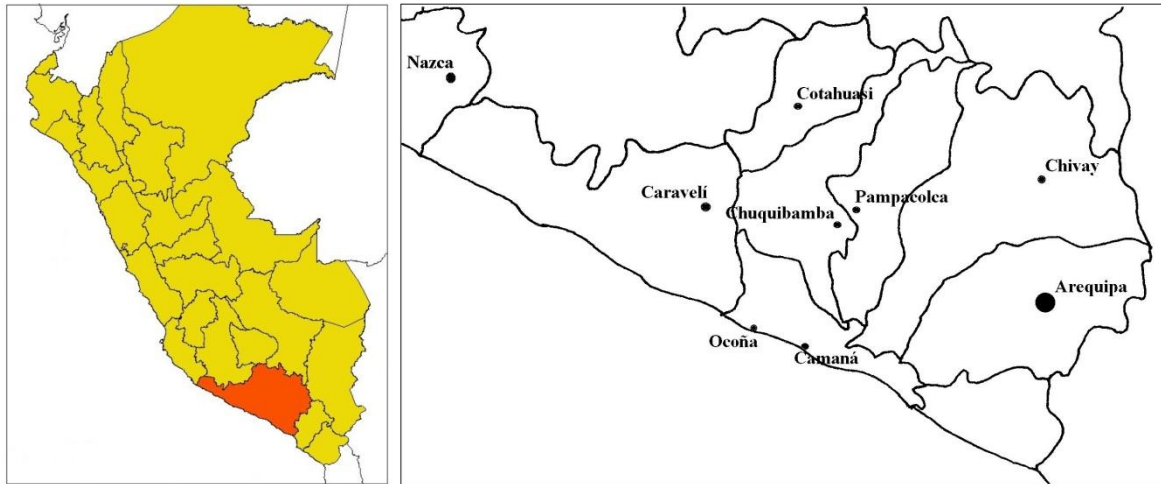 Nazca
Cotahuasi
Chivay
Caravelí
Pampacolca
Chuquibamba
Arequipa
Ocoña
Camaná